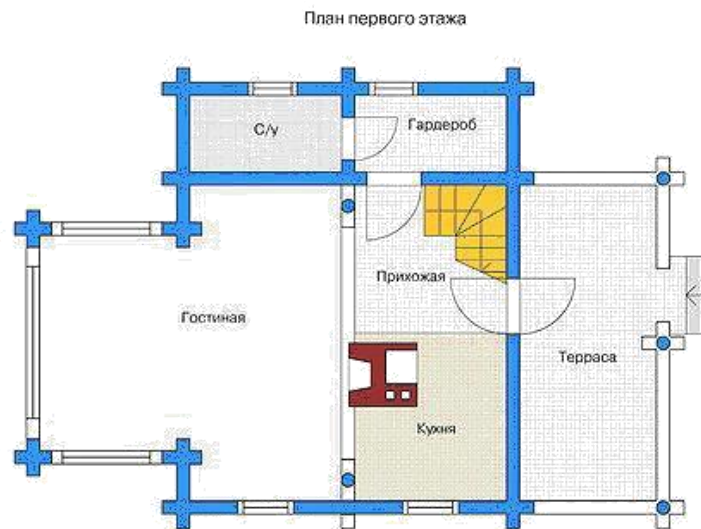 План первого этажа
С/у
Гардероб
Прихожая
Гостиная
Терраса
Кухня